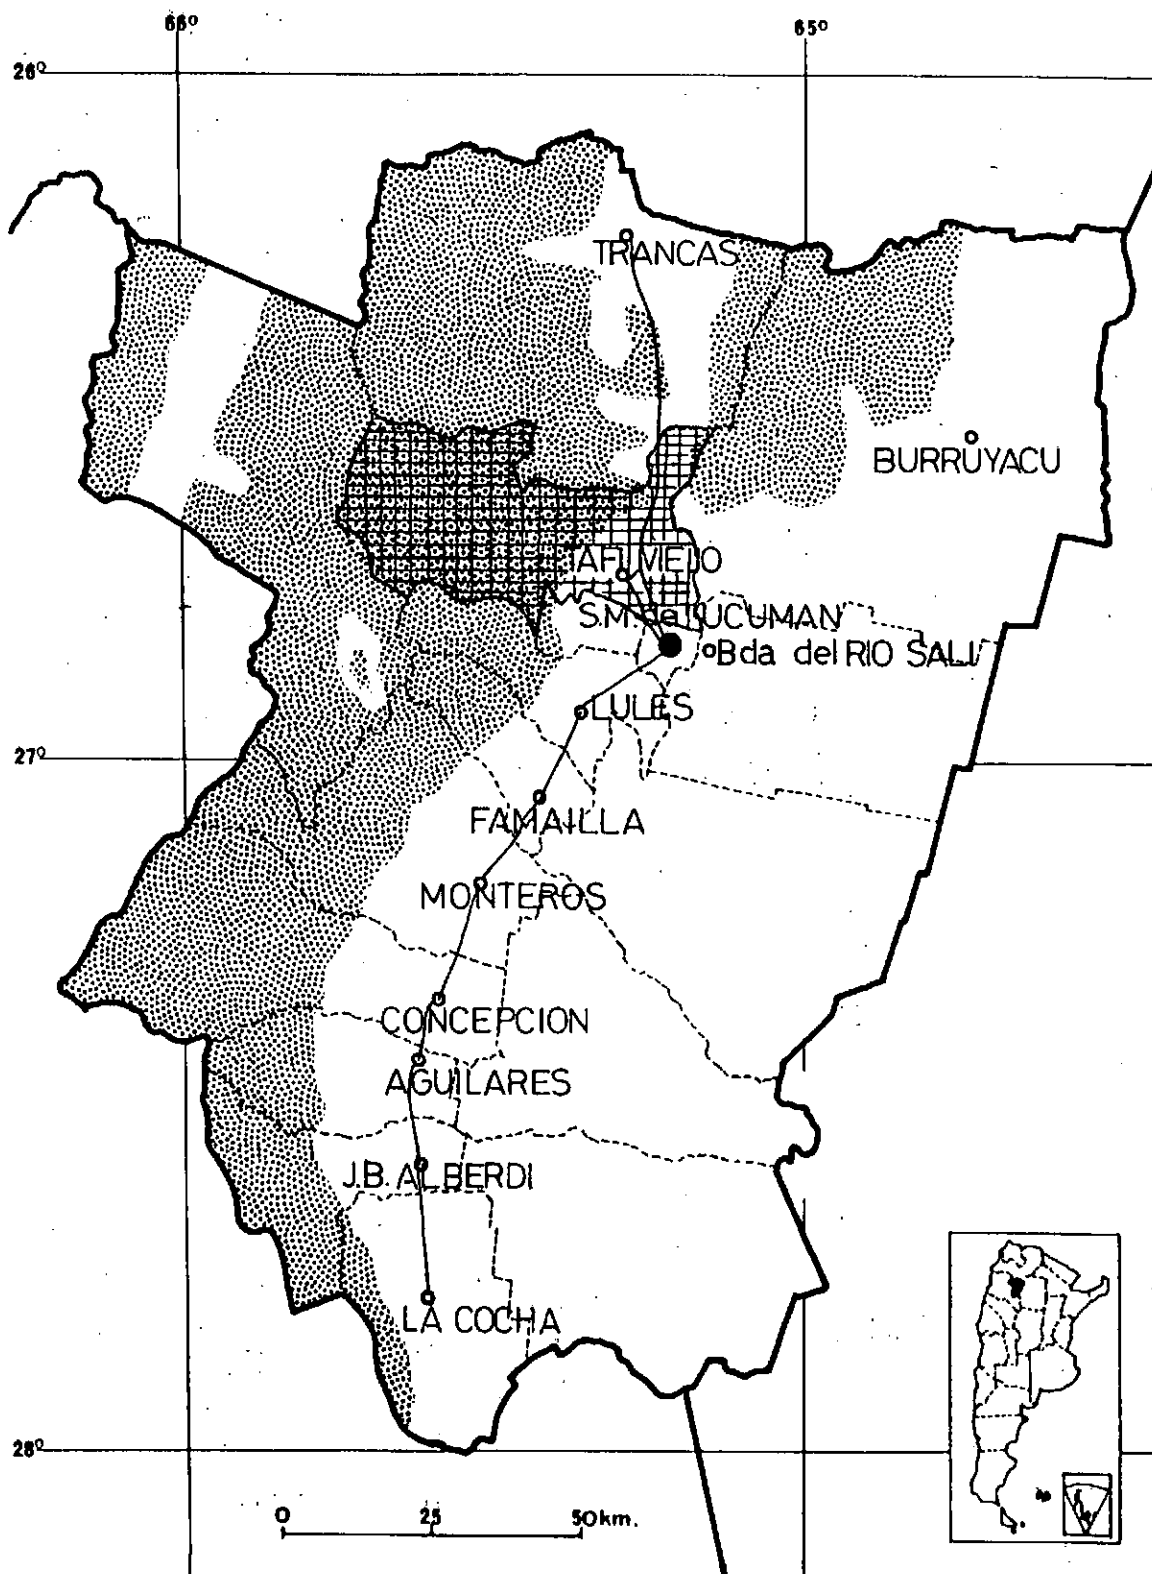 66º
65º
26º
TRANCAS
BURRUYACU
TAFI VIEJO
S.M. de TUCUMAN
Bda del RIO SALI
LULES
27º
FAMAILLA
MONTEROS
CONCEPCION
AGUILARES
J.B. ALBERDI
LA COCHA
28º
0 25 50km.